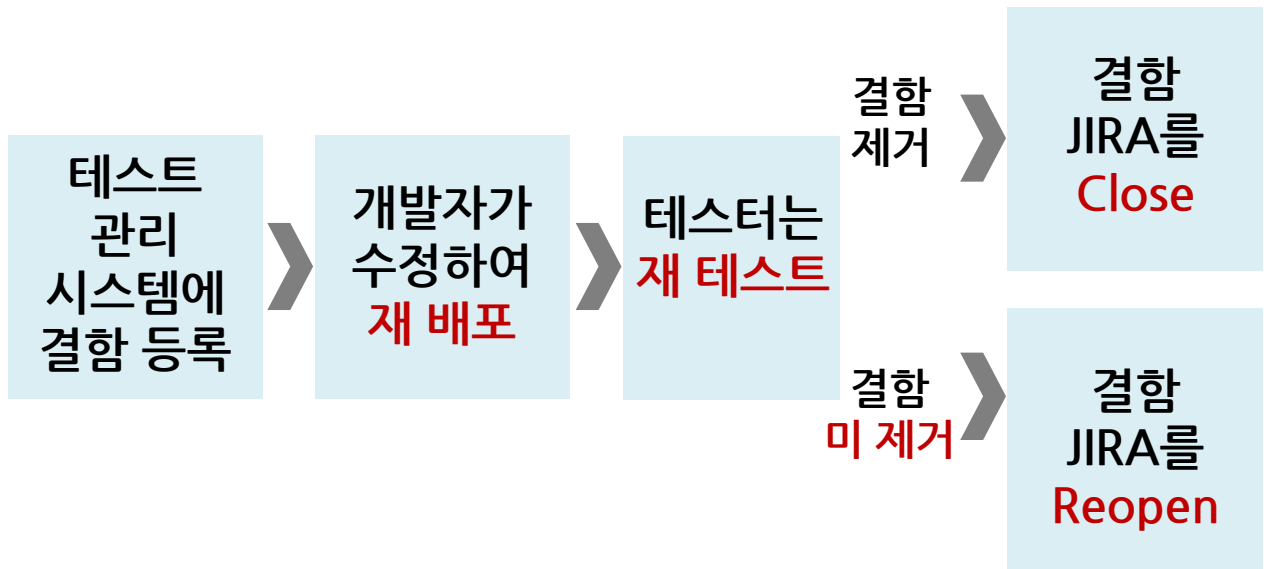 테스트
관리
시스템에
결함 등록
개발자가
수정하여
재 배포
테스터는
재 테스트
결함
제거
결함
JIRA를
Close
결함
미 제거
결함
JIRA를
Reopen